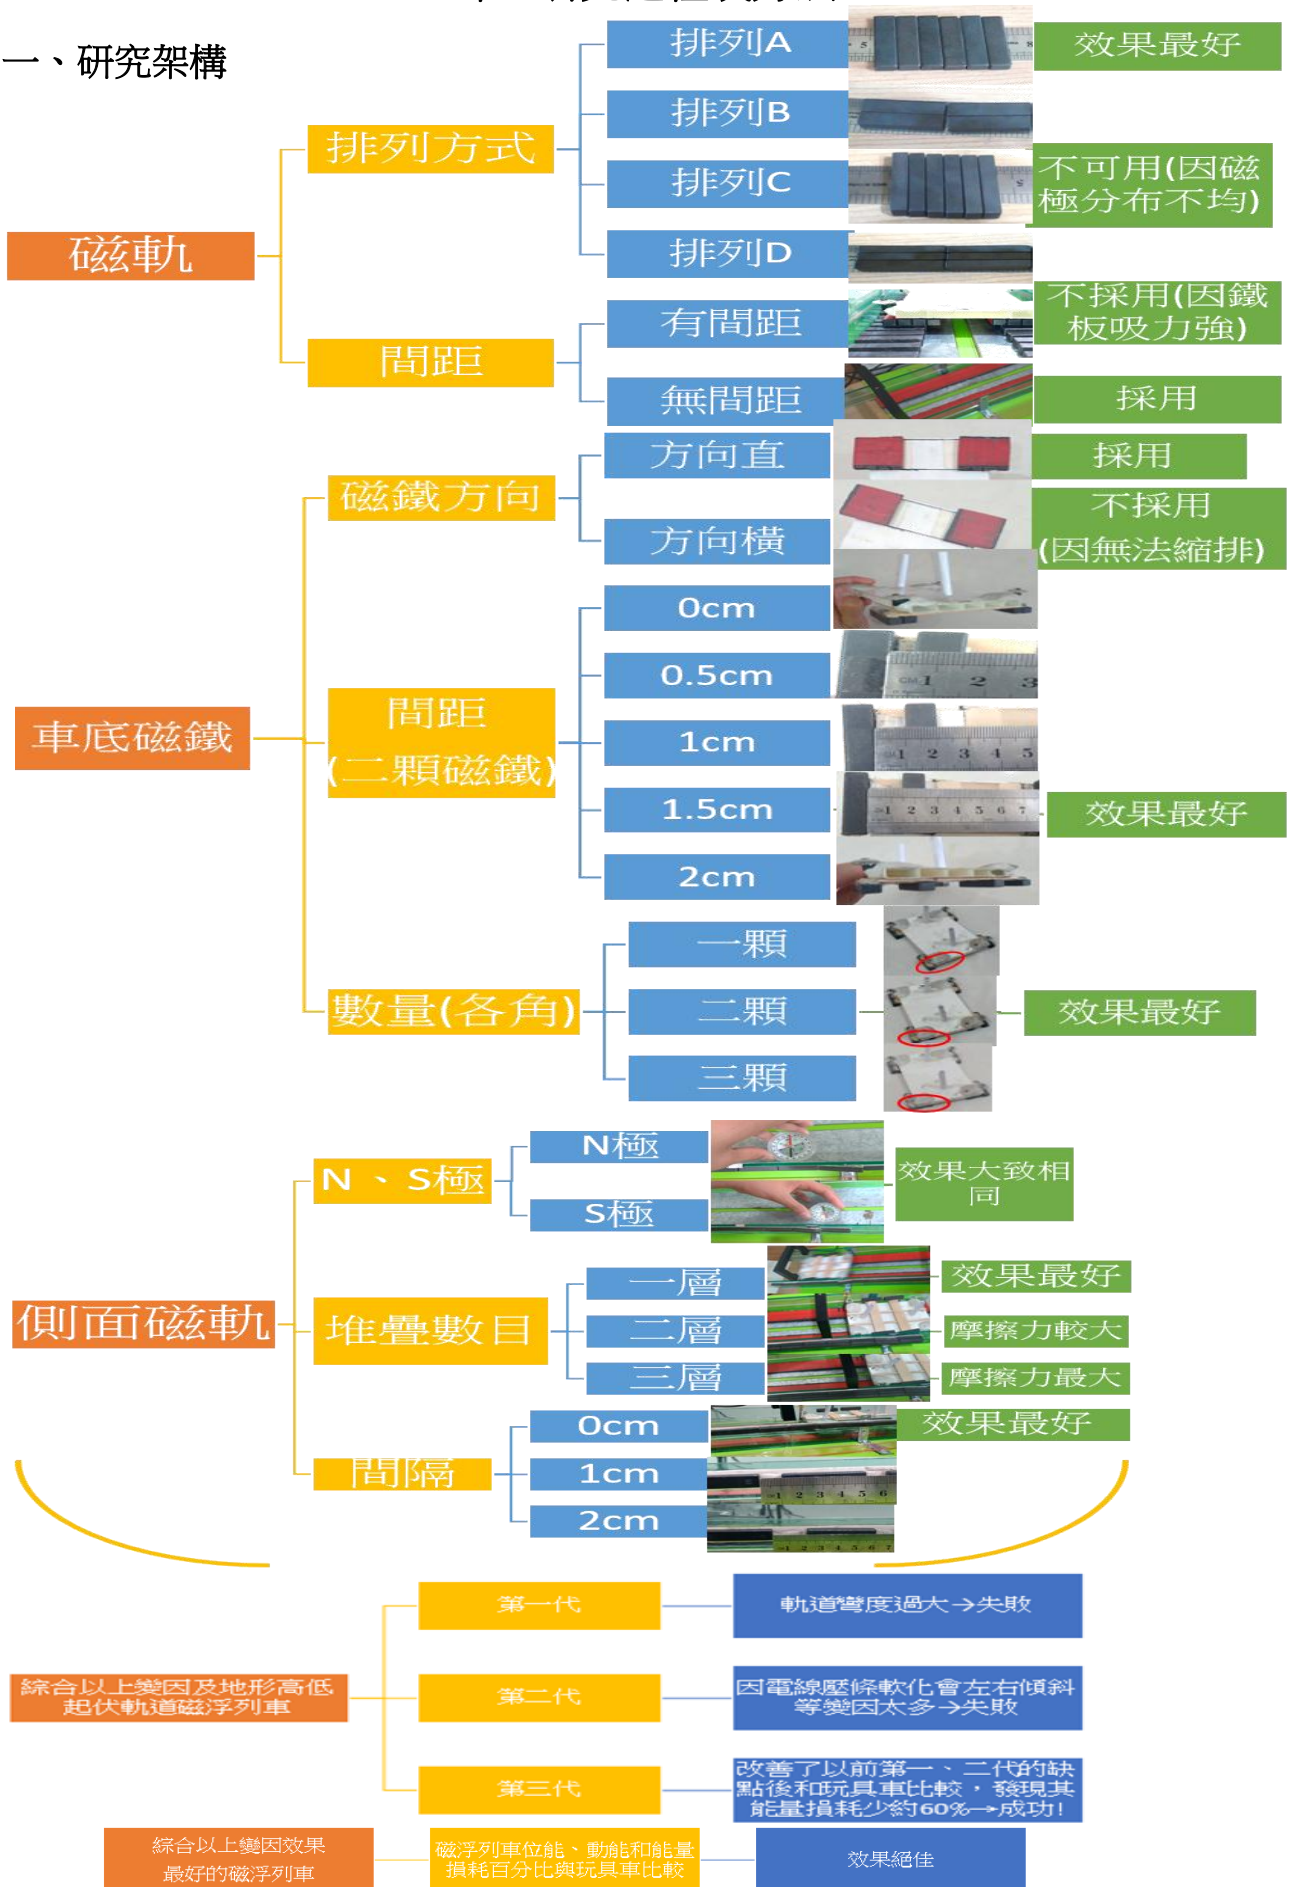 一、研究架構
磁軌
排列方式
排列A
效果最好
排列B
排列C
不可用(因磁
極分布不均)
排列D
間距
有間距
不採用(因鐵
板吸力強)
無間距
採用
車底磁鐵
磁鐵方向
方向直
採用
方向橫
不採用
(因無法縮排)
間距
(二顆磁鐵)
0cm
0.5cm
1cm
1.5cm
效果最好
2cm
數量(各角)
一顆
二顆
效果最好
三顆
側面磁軌
N、S極
N極
S極
效果大致相
同
堆疊數目
一層
效果最好
二層
摩擦力較大
三層
摩擦力最大
間隔
0cm
效果最好
1cm
2cm
綜合以上變因及地形高低
起伏軌道磁浮列車
第一代
軌道彎度過大→失敗
第二代
因電線壓條軟化會左右傾斜
等變因太多→失敗
第三代
改善了以前第一、二代的缺
點後和玩具車比較，發現其
能量損耗少約60%→成功!
綜合以上變因效果
最好的磁浮列車
磁浮列車位能、動能和能量
損耗百分比與玩具車比較
效果絕佳